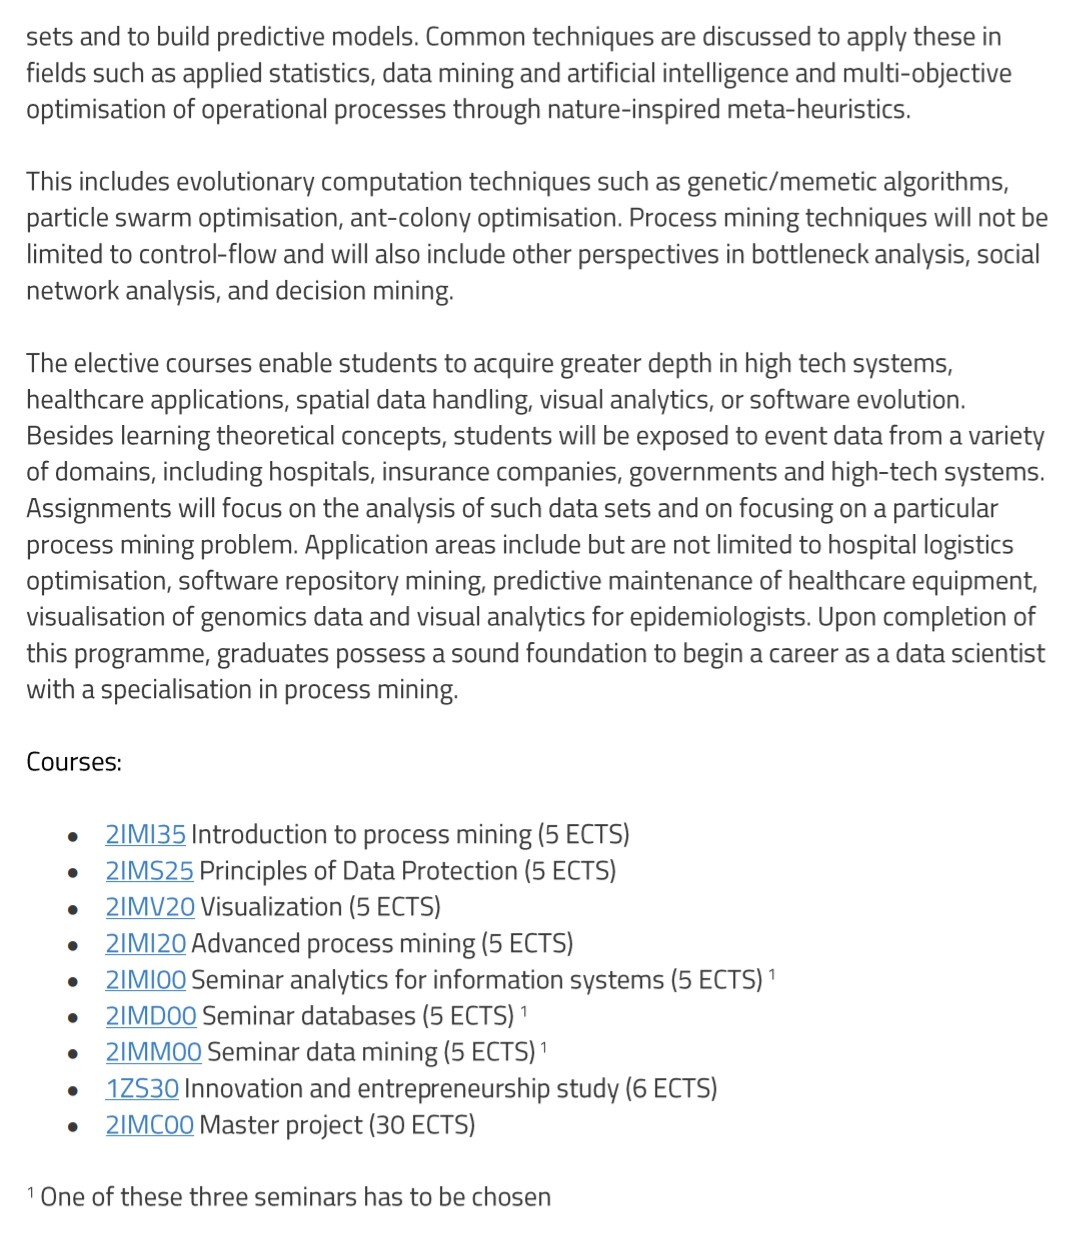 sets and to build predictive models. Common techniques are discussed to apply these in
fields such as applied statistics, data mining and artificial intelligence and multi-objective
optimisation of operational processes through nature-inspired meta-heuristics.
This includes evolutionary computation techniques such as genetic/memetic algorithms,
particle swarm optimisation, ant-colony optimisation. Process mining techniques will not be
limited to control-flow and will also include other perspectives in bottleneck analysis, social
network analysis, and decision mining.
The elective courses enable students to acquire greater depth in high tech systems,
healthcare applications, spatial data handling, visual analytics, or software evolution.
Besides learning theoretical concepts, students will be exposed to event data from a variety
of domains, including hospitals, insurance companies, governments and high-tech systems.
Assignments will focus on the analysis of such data sets and on focusing on a particular
process mining problem. Application areas include but are not limited to hospital logistics
optimisation, software repository mining, predictive maintenance of healthcare equipment,
visualisation of genomics data and visual analytics for epidemiologists. Upon completion of
this programme, graduates possess a sound foundation to begin a career as a data scientist
with a specialisation in process mining.
Courses:
• 2IMI35 Introduction to process mining (5 ECTS)
• 2IMS25 Principles of Data Protection (5 ECTS)
• 2IMV20 Visualization (5 ECTS)
• 2IMI20 Advanced process mining (5 ECTS)
• 2IMI00 Seminar analytics for information systems (5 ECTS) ¹
• 2IMD00 Seminar databases (5 ECTS) ¹
• 2IMM00 Seminar data mining (5 ECTS) ¹
• 1ZS30 Innovation and entrepreneurship study (6 ECTS)
• 2IMC00 Master project (30 ECTS)
¹ One of these three seminars has to be chosen